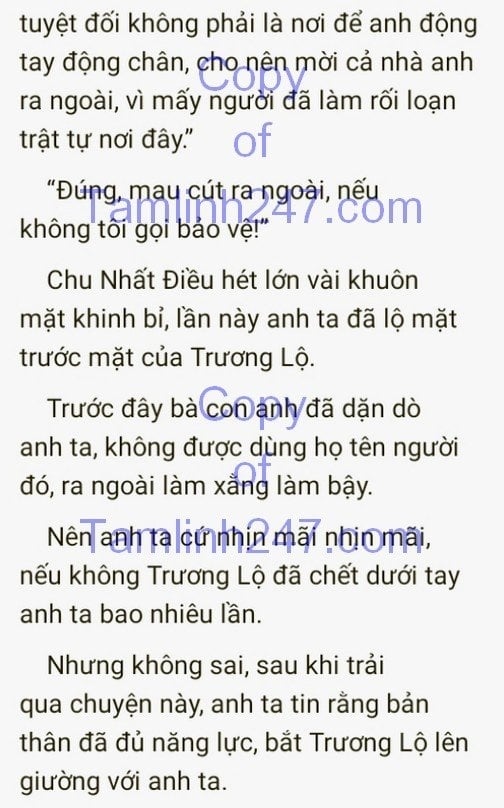 tuyệt đối không phải là nơi để anh động
tay động chân, cho nên mời cả nhà anh
ra ngoài, vì mấy người đã làm rối loạn
trật tự nơi đây.”
“Đúng, mau cút ra ngoài, nếu
không tôi gọi bảo vệ!”
Chu Nhất Điều hét lớn vài khuôn
mặt khinh bỉ, lần này anh ta đã lộ mặt
trước mặt của Trương Lộ.
Trước đây bà con anh đã dặn dò
anh ta, không được dùng họ tên người
đó, ra ngoài làm xằng làm bậy.
Nên anh ta cứ nhịn mãi nhịn mãi,
nếu không Trương Lộ đã chết dưới tay
anh ta bao nhiêu lần.
Nhưng không sai, sau khi trải
qua chuyện này, anh ta tin rằng bản
thân đã đủ năng lực, bắt Trương Lộ lên
giường với anh ta.
Copy
of
Tamlinh247.com
Copy
of
Tamlinh247.com